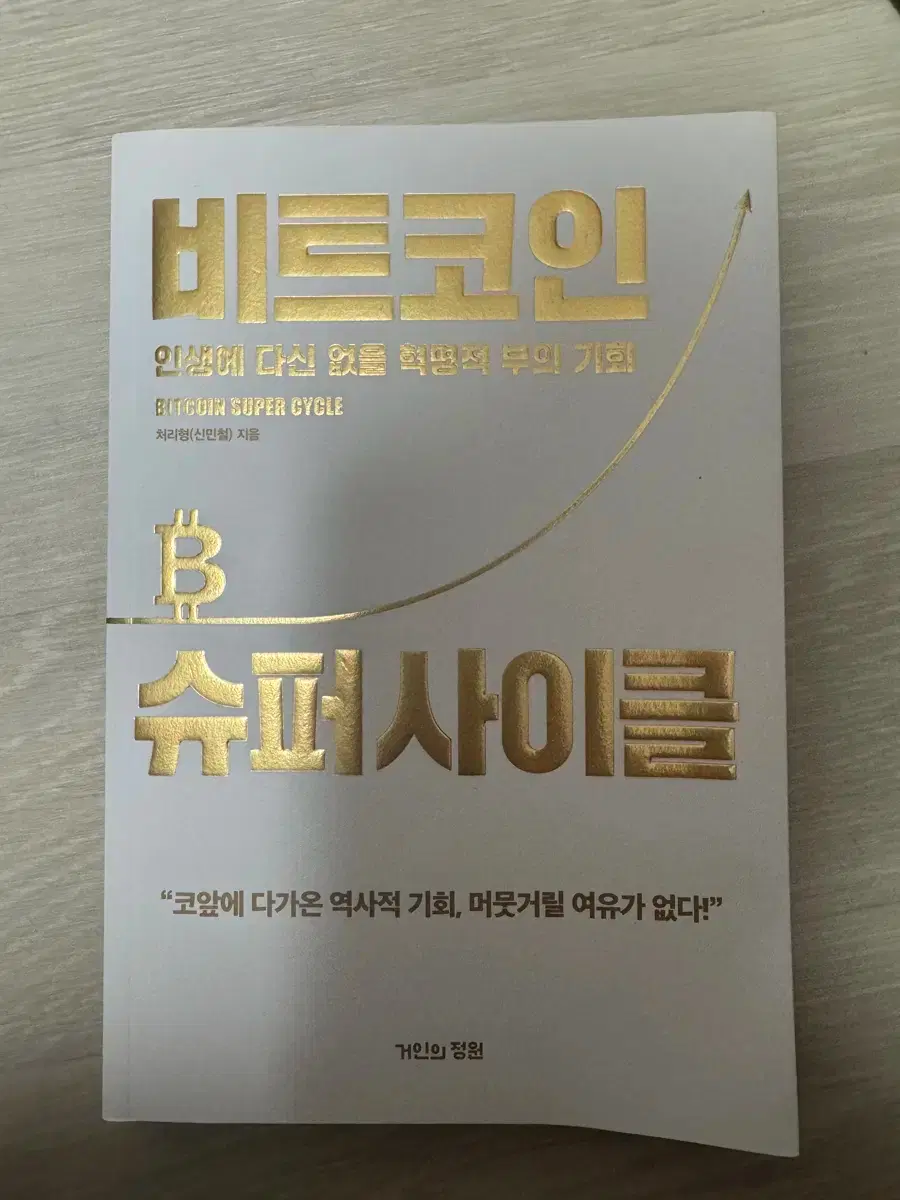 비트코인
인생에 다신 없을 혁명적 부의 기회
BITCOIN SUPER CYCLE
처리형(신민철) 지음
슈퍼사이클
“코앞에 다가온 역사적 기회, 머뭇거릴 여유가 없다!”
거인의 정원